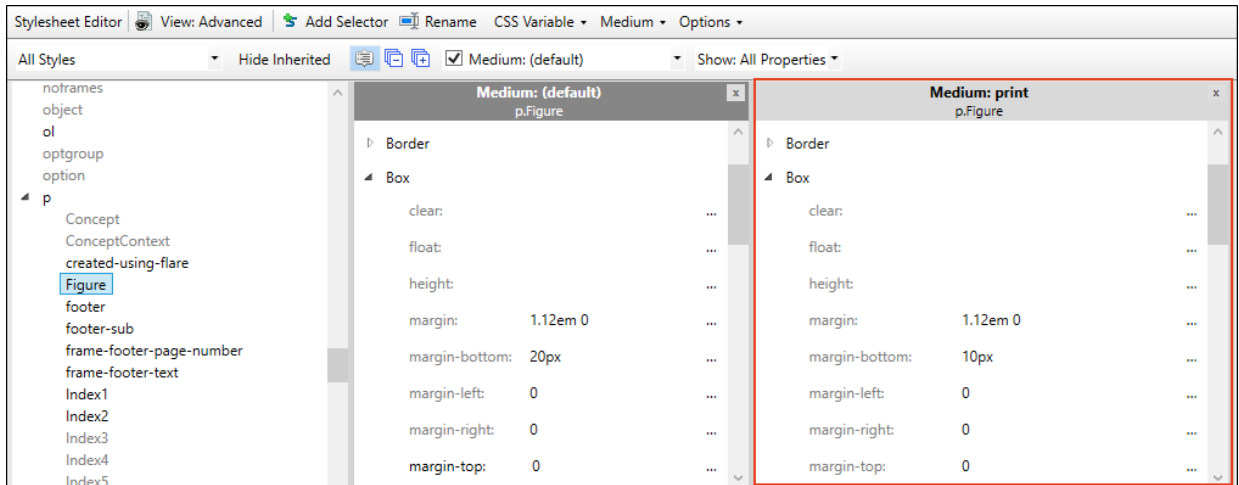 Stylesheet Editor View: Advanced Add Selector Rename CSS Variable Medium Options
All Styles Hide Inherited Medium: (default) Show: All Properties
noframes
object
ol
optgroup
option
p
Concept
ConceptContext
created-using-flare
Figure
footer
footer-sub
frame-footer-page-number
frame-footer-text
Index1
Index2
Index3
Index4
Index5
Medium: (default) x
p.Figure
Border
Box
clear: ...
float: ...
height: ...
margin: 1.12em 0 ...
margin-bottom: 20px ...
margin-left: 0 ...
margin-right: 0 ...
margin-top: 0 ...
Medium: print x
p.Figure
Border
Box
clear: ...
float: ...
height: ...
margin: 1.12em 0 ...
margin-bottom: 10px ...
margin-left: 0 ...
margin-right: 0 ...
margin-top: 0 ...